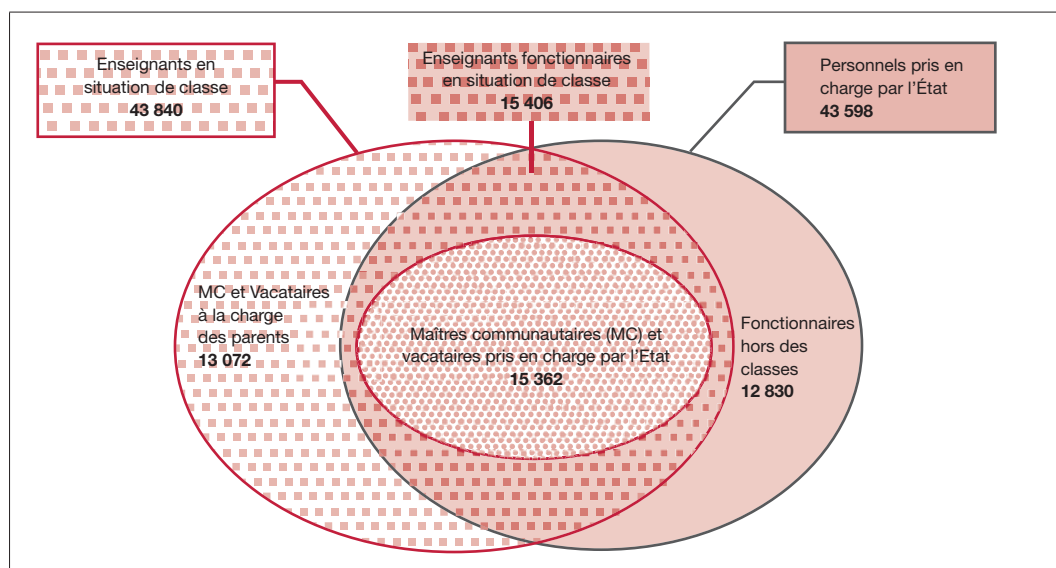 Enseignants en
situation de classe
43 840
Enseignants fonctionnaires
en situation de classe
15 406
Personnels pris en
charge par l'État
43 598
MC et Vacataires
à la charge
des parents
13 072
Maîtres communautaires (MC) et
vacataires pris en charge par l'Etat
15 362
Fonctionnaires
hors des
classes
12 830